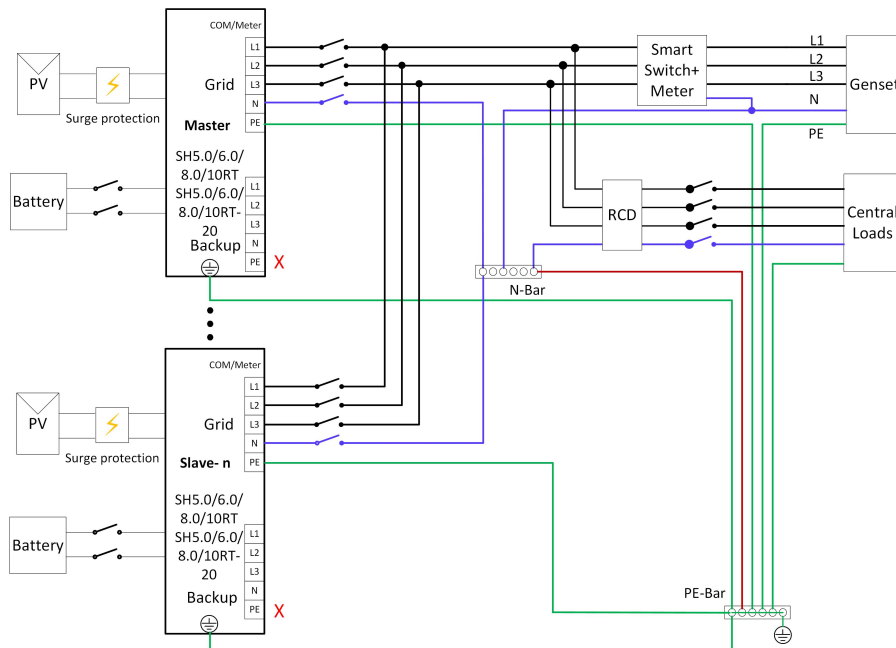 COM/Meter
L1
L2
L3
N
PE
Grid
Master
SH5.0/6.0/
8.0/10RT
SH5.0/6.0/
8.0/10RT-
20
Backup
L1
L2
L3
N
PE
X
PV
Surge protection
Battery
Smart
Switch+
Meter
L1
L2
L3
N
PE
Genset
RCD
Central
Loads
N-Bar
COM/Meter
L1
L2
L3
N
PE
Grid
Slave- n
SH5.0/6.0/
8.0/10RT
SH5.0/6.0/
8.0/10RT-
20
Backup
L1
L2
L3
N
PE
X
PV
Surge protection
Battery
PE-Bar